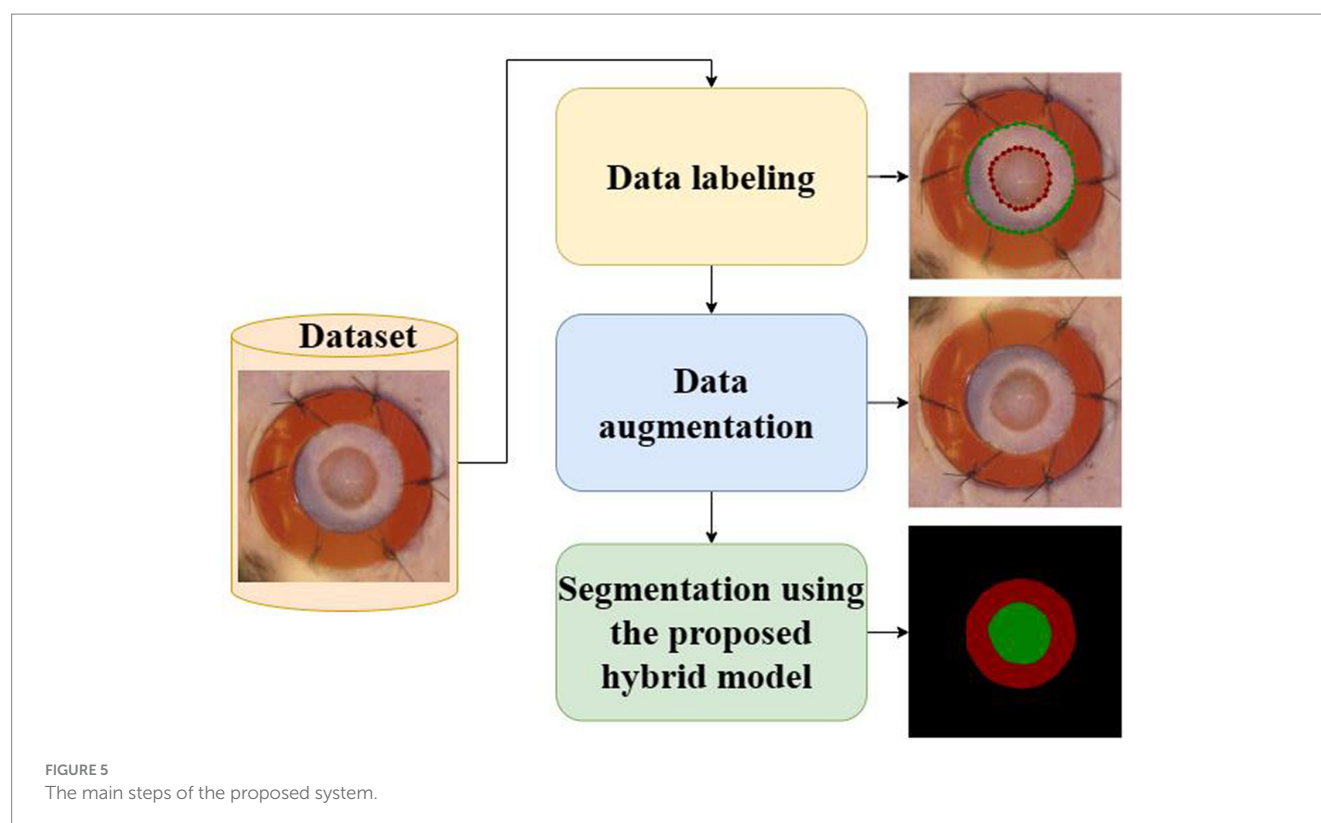 Data labeling
Dataset
Data
augmentation
Segmentation using
the proposed
hybrid model
FIGURE 5
The main steps of the proposed system.